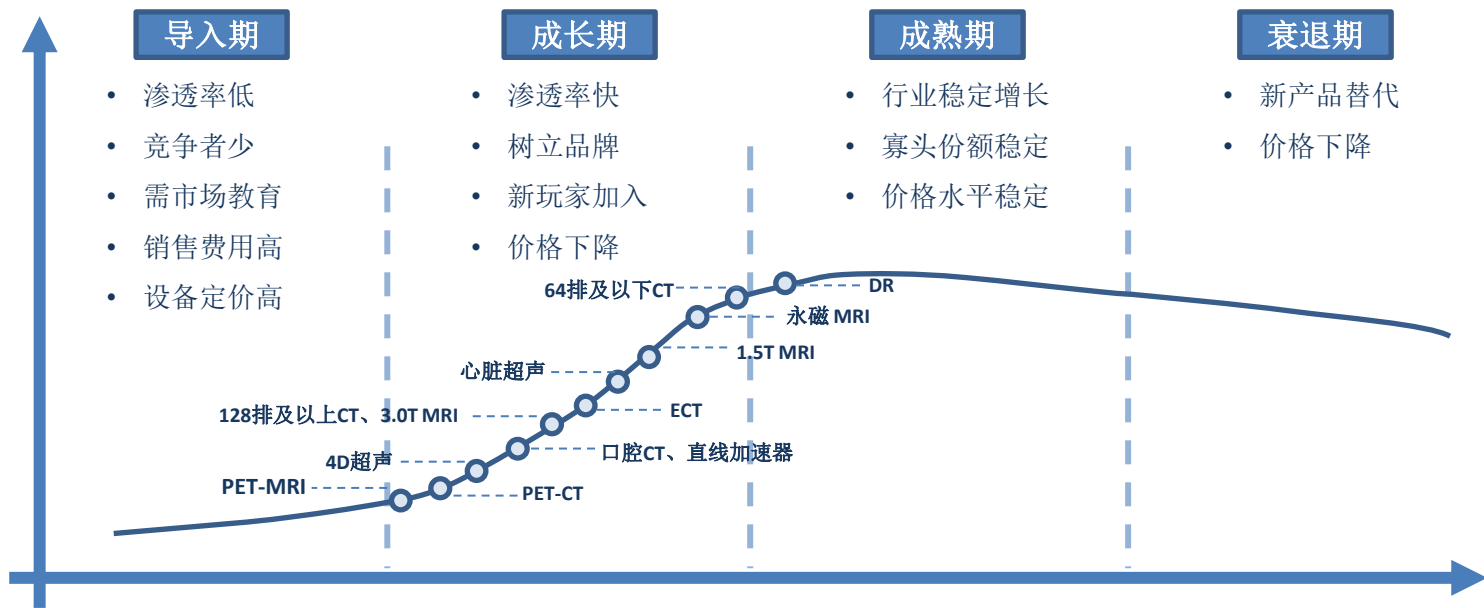 导入期
渗透率低
竞争者少
需市场教育
销售费用高
设备定价高
成长期
渗透率快
树立品牌
新玩家加入
价格下降
成熟期
行业稳定增长
寡头份额稳定
价格水平稳定
衰退期
新产品替代
价格下降
64排及以下CT
DR
永磁 MRI
1.5T MRI
心脏超声
ECT
128排及以上CT、3.0T MRI
口腔CT、直线加速器
4D超声
PET-MRI
PET-CT